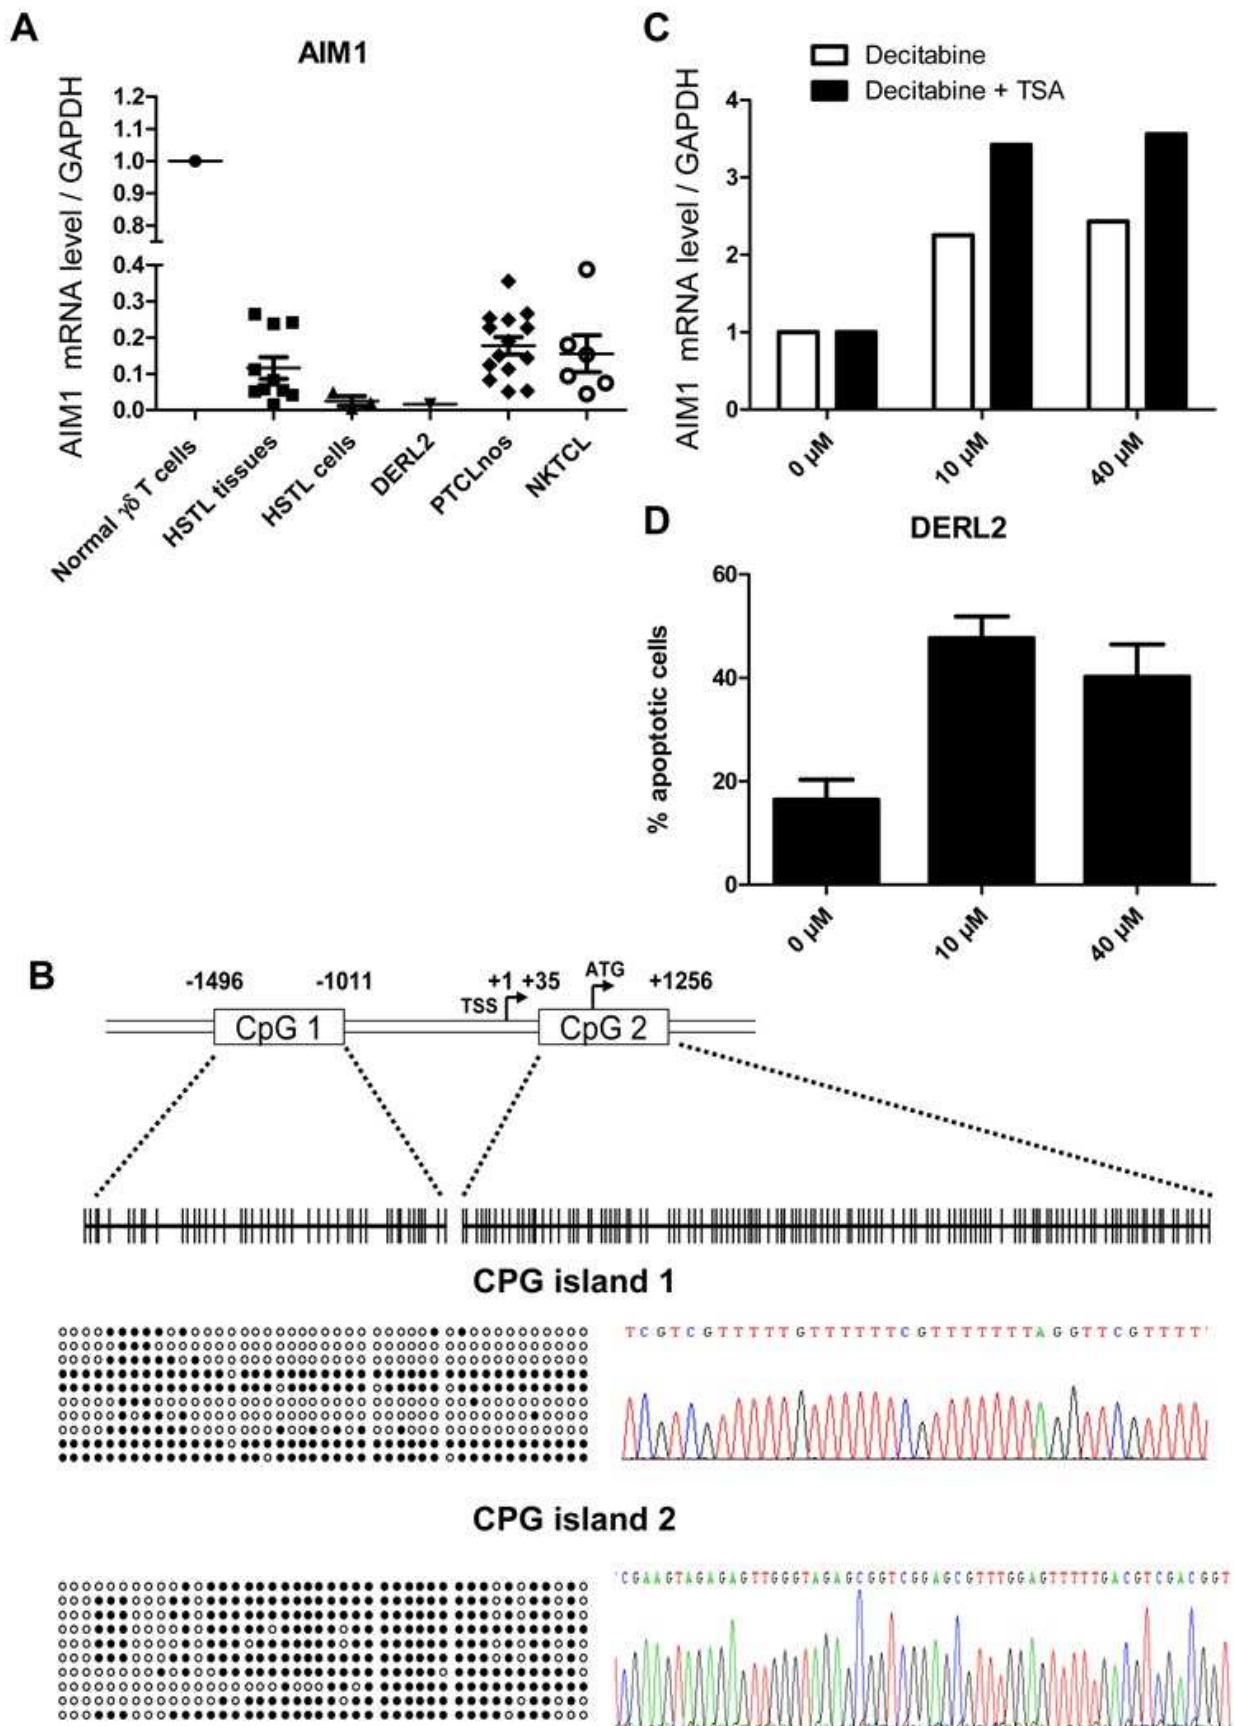 A
AIM1
AIM1 mRNA level / GAPDH
1.2
1.1
1.0
0.9
0.8
0.4
0.3
0.2
0.1
0.0
Normal γδ T cells
HSTL tissues
HSTL cells
DERL2
PTCLnos
NKTCL
C
Decitabine
Decitabine + TSA
AIM1 mRNA level / GAPDH
4
3
2
1
0
0 µM
10 µM
40 µM
D
DERL2
% apoptotic cells
60
40
20
0
0 µM
10 µM
40 µM
B
-1496
-1011
+1
+35
ATG
+1256
TSS
CpG 1
CpG 2
CPG island 1
TCGTCGTTTTTGTTTTTTCGTTTTTTTAGGTTCGTTTT
CPG island 2
CGAAGTAGAGAGTTGGGTAGAGCGGTCGGAGCGTTTGGAGTTTTTGACGTCGACGGT